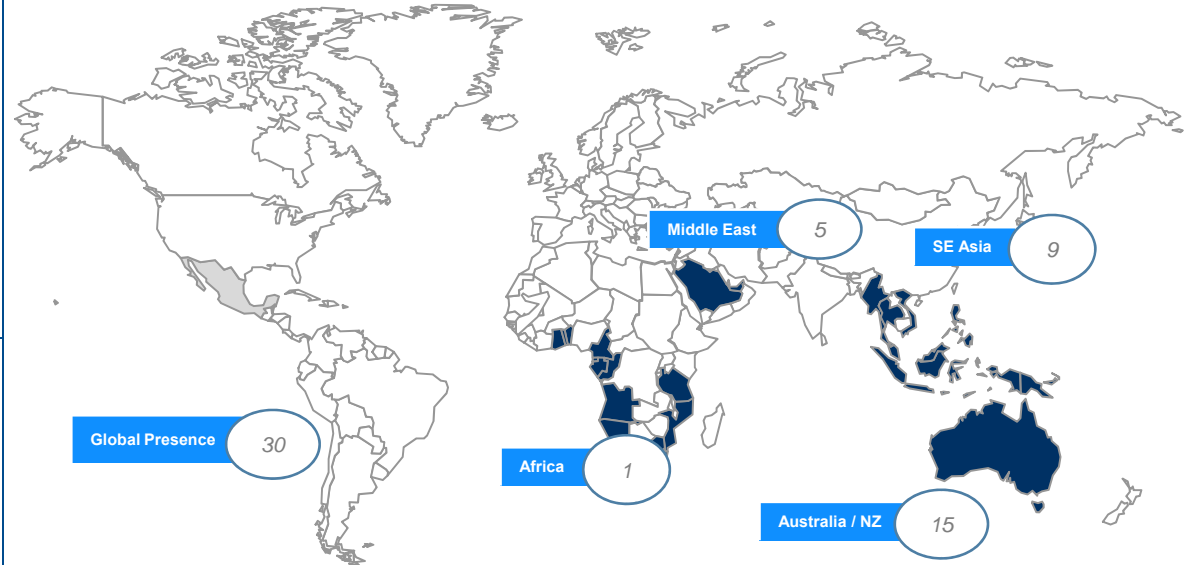 Middle East 5
SE Asia 9
Global Presence 30
Africa 1
Australia / NZ 15